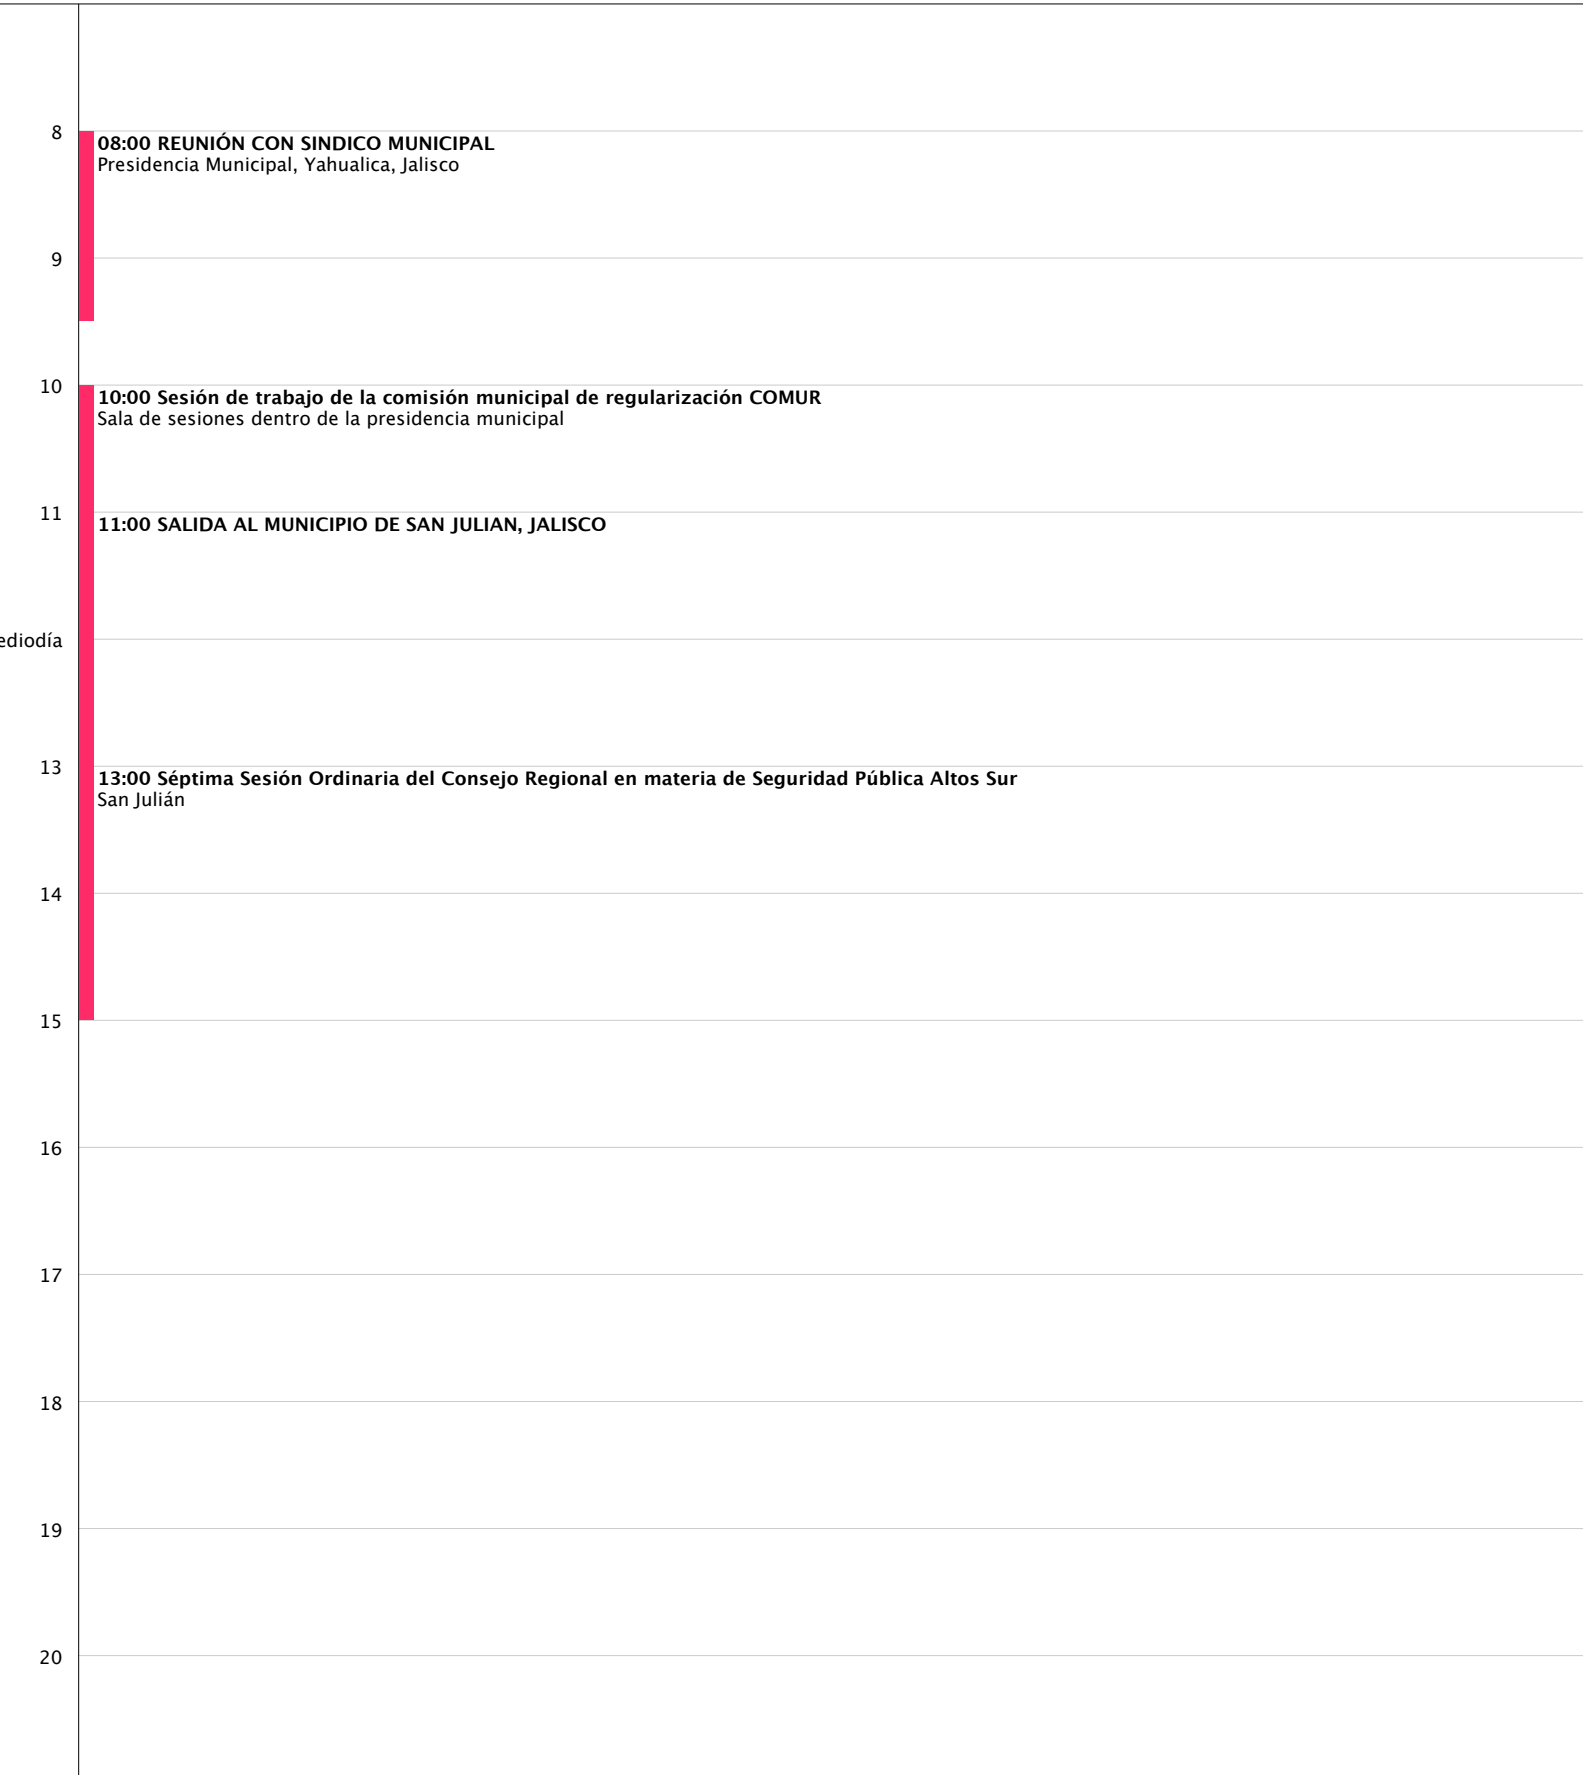 8
08:00 REUNIÓN CON SINDICO MUNICIPAL
Presidencia Municipal, Yahualica, Jalisco
9
10
10:00 Sesión de trabajo de la comisión municipal de regularización COMUR
Sala de sesiones dentro de la presidencia municipal
11
11:00 SALIDA AL MUNICIPIO DE SAN JULIAN, JALISCO
ediodía
13
13:00 Séptima Sesión Ordinaria del Consejo Regional en materia de Seguridad Pública Altos Sur
San Julián
14
15
16
17
18
19
20